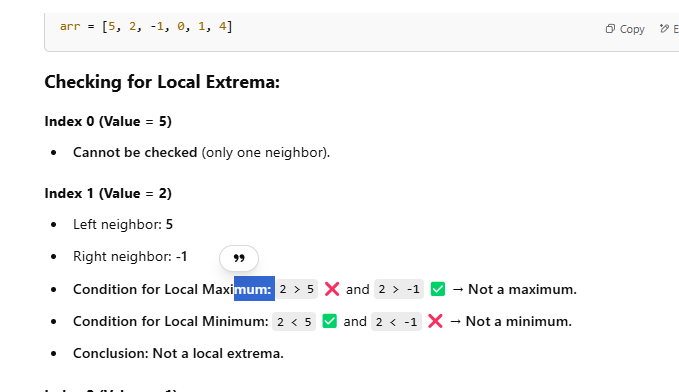 arr = [5, 2, -1, 0, 1, 4]
Copy
Checking for Local Extrema:
Index 0 (Value = 5)
• Cannot be checked (only one neighbor).
Index 1 (Value = 2)
• Left neighbor: 5
• Right neighbor: -1
• Condition for Local Maximum: 2 > 5 ❌ and 2 > -1 ✅ → Not a maximum.
• Condition for Local Minimum: 2 < 5 ✅ and 2 < -1 ❌ → Not a minimum.
• Conclusion: Not a local extrema.